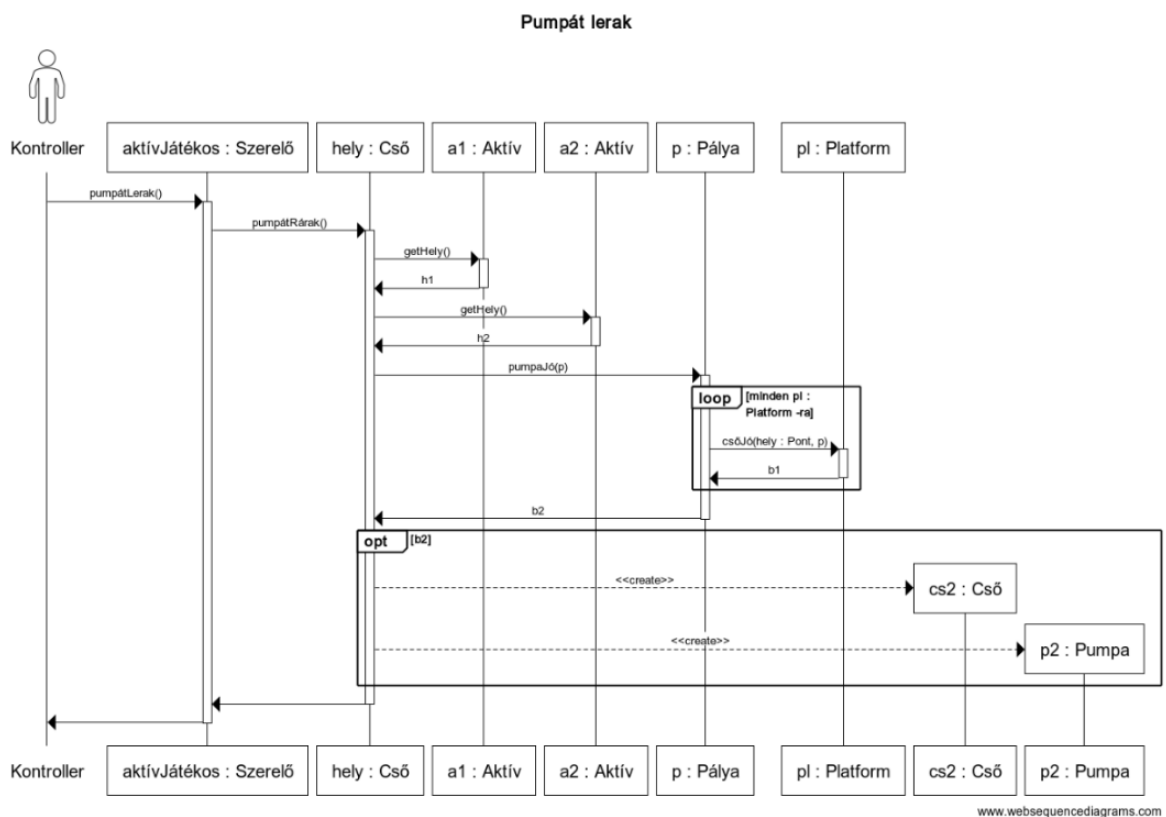 Pumpát lerak
Kontroller
aktívJátékos : Szerelő
hely : Cső
a1 : Aktív
a2 : Aktív
p : Pálya
pl : Platform
pumpátLerak()
pumpátRárak()
getHely()
h1
getHely()
h2
pumpaJó(p)
loop
[minden pl :
Platform -ra]
csőJó(hely : Pont, p)
b1
b2
opt
[b2]
<<create>>
cs2 : Cső
<<create>>
p2 : Pumpa
Kontroller
aktívJátékos : Szerelő
hely : Cső
a1 : Aktív
a2 : Aktív
p : Pálya
pl : Platform
cs2 : Cső
p2 : Pumpa
www.websequencediagrams.com